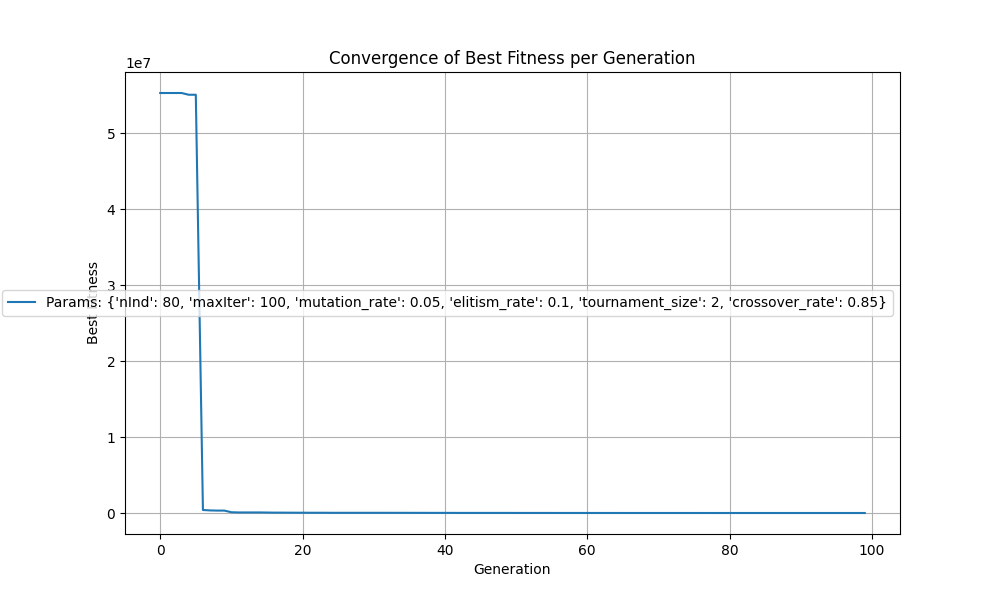 Convergence of Best Fitness per Generation
1e7
5
4
3
2
1
0
Best Fitness
Params: {'nInd': 80, 'maxIter': 100, 'mutation_rate': 0.05, 'elitism_rate': 0.1, 'tournament_size': 2, 'crossover_rate': 0.85}
0 20 40 60 80 100
Generation